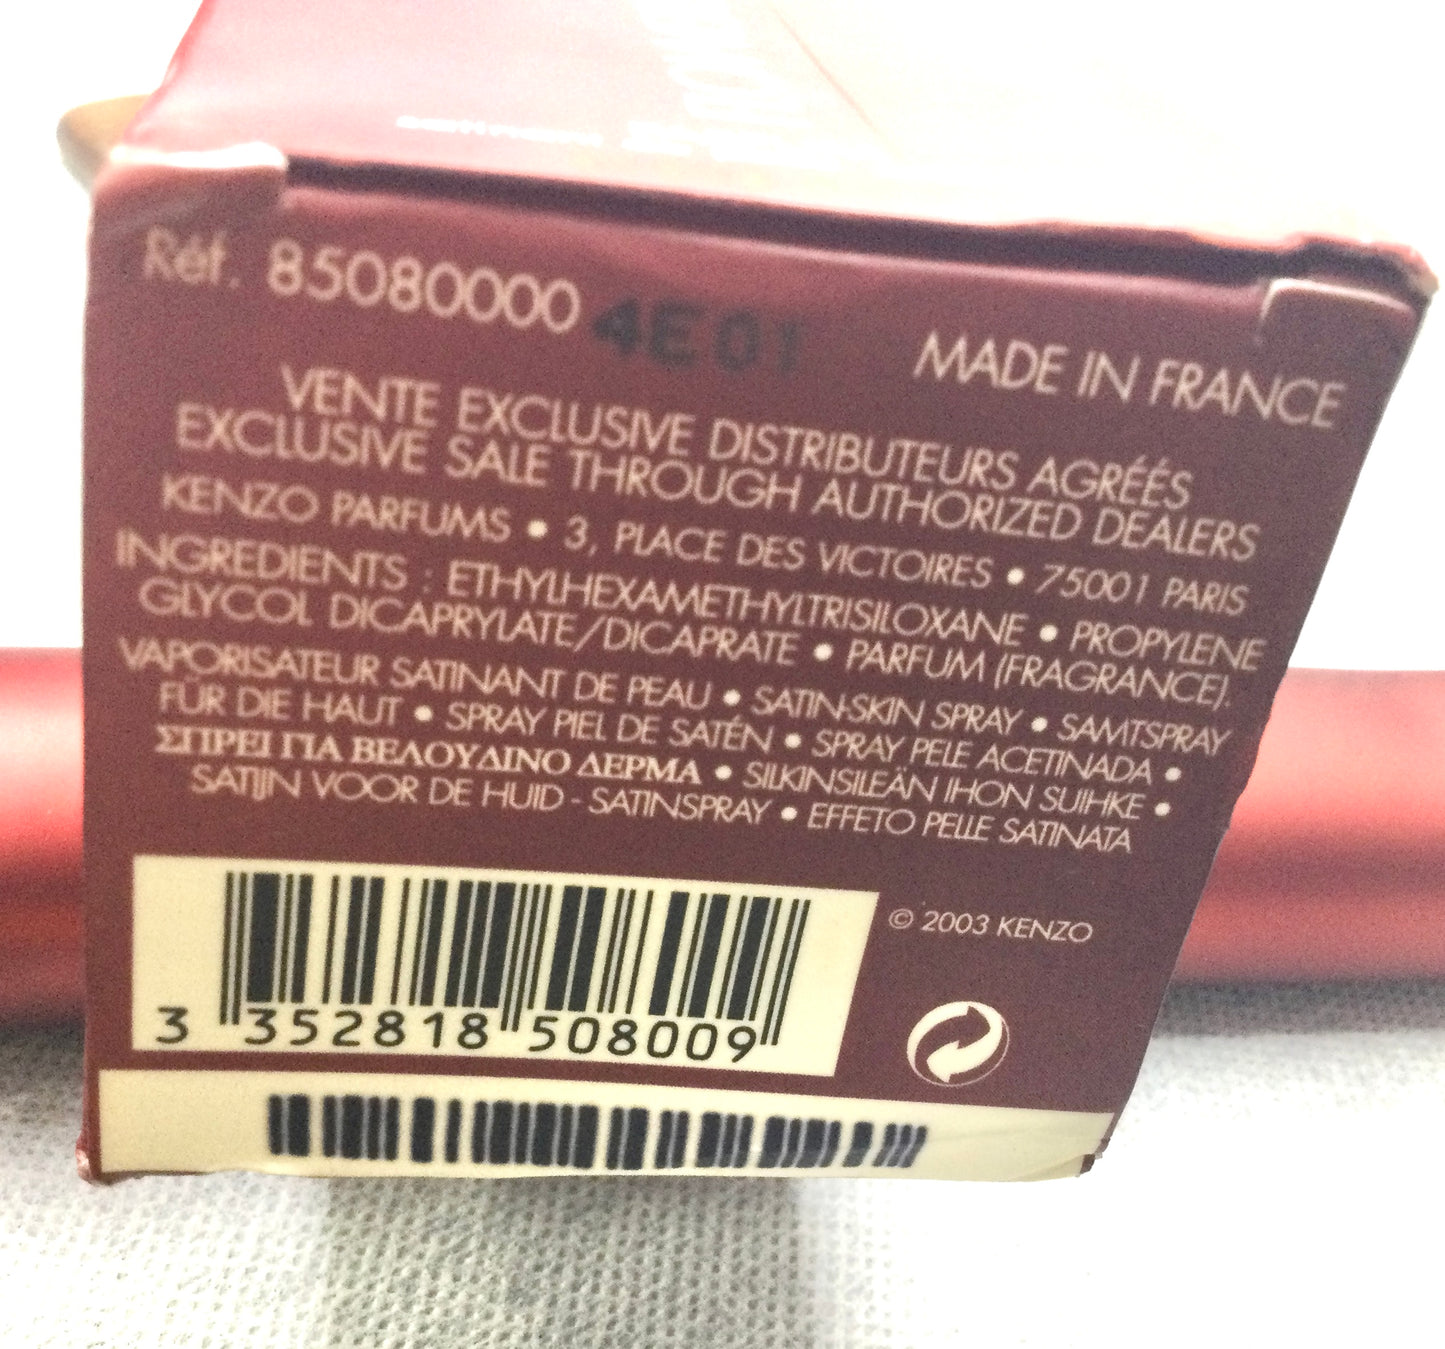 Réf. 85080000 4E01 MADE IN FRANCE
VENTE EXCLUSIVE DISTRIBUTEURS AGRÉÉS
EXCLUSIVE SALE THROUGH AUTHORIZED DEALERS
KENZO PARFUMS • 3, PLACE DES VICTOIRES • 75001 PARIS
INGREDIENTS : ETHYLHEXAMETHYLTRISILOXANE • PROPYLENE
GLYCOL DICAPRYLATE/DICAPRATE • PARFUM (FRAGRANCE).
VAPORISATEUR SATINANT DE PEAU • SATIN-SKIN SPRAY • SAMTSPRAY
FÜR DIE HAUT • SPRAY PIEL DE SATÉN • SPRAY PELE ACETINADA •
ΣΠΡΕΙ ΓΙΑ ΒΕΛΟΥΔΙΝΟ ΔΕΡΜΑ • SILKINSILEÄN IHON SUIHKE •
SATIJN VOOR DE HUID - SATINSPRAY • EFFETO PELLE SATINATA
© 2003 KENZO
3 352818 508009